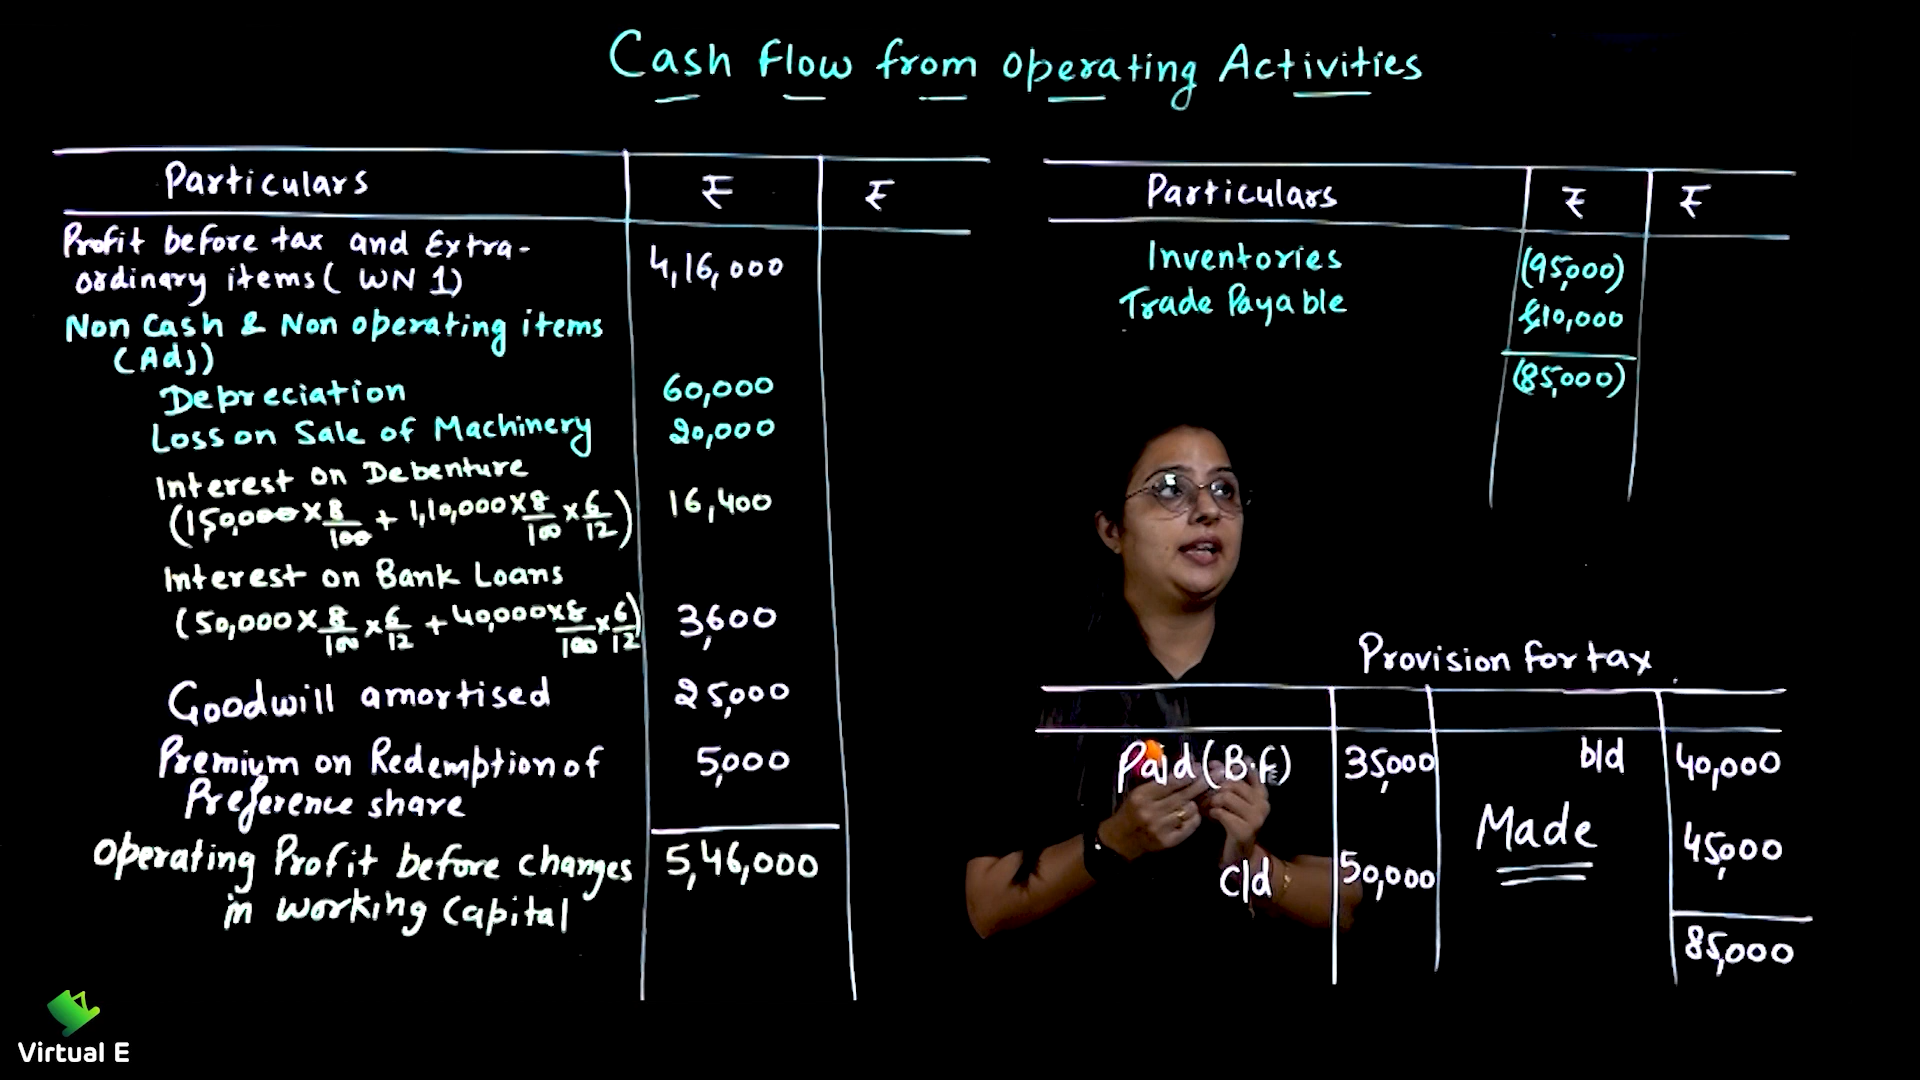 Cash Flow from Operating Activities
Particulars ₹ ₹
Profit before tax and Extra-
ordinary items ( WN 1) 4,16,000
Non Cash & Non operating items
(Adj)
Depreciation 60,000
Loss on Sale of Machinery 20,000
Interest on Debenture
(150,000 × 8/100 + 1,10,000 × 8/100 × 6/12) 16,400
Interest on Bank Loans
(50,000 × 8/100 × 6/12 + 40,000 × 8/100 × 6/12) 3,600
Goodwill amortised 25,000
Premium on Redemption of 5,000
Preference share
Operating Profit before changes 5,46,000
in working Capital
Particulars ₹ ₹
Inventories (95,000)
Trade Payable 10,000
(85,000)
Provision for tax
Paid (B.f) 35,000 b/d 40,000
Made 45,000
c/d 50,000
85,000
Virtual E